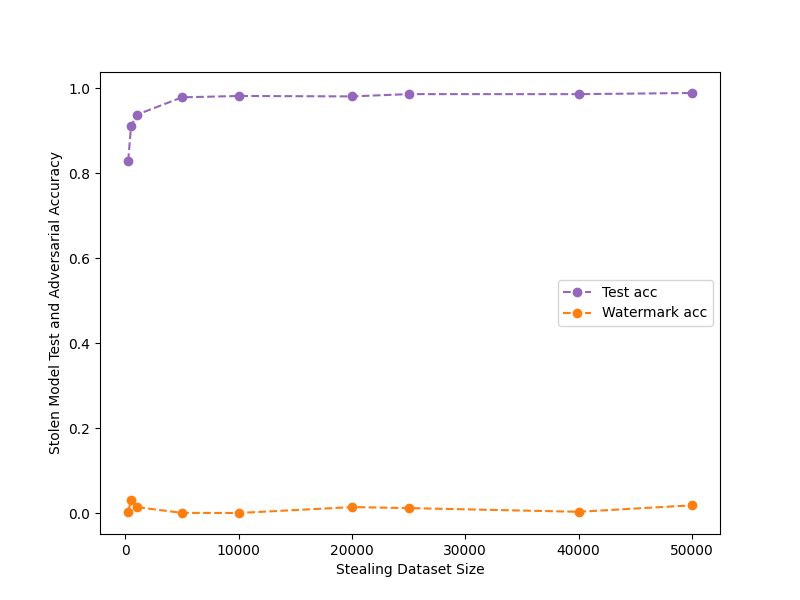 1.0
0.8
0.6
0.4
0.2
0.0
Stolen Model Test and Adversarial Accuracy
Test acc
Watermark acc
0 10000 20000 30000 40000 50000
Stealing Dataset Size